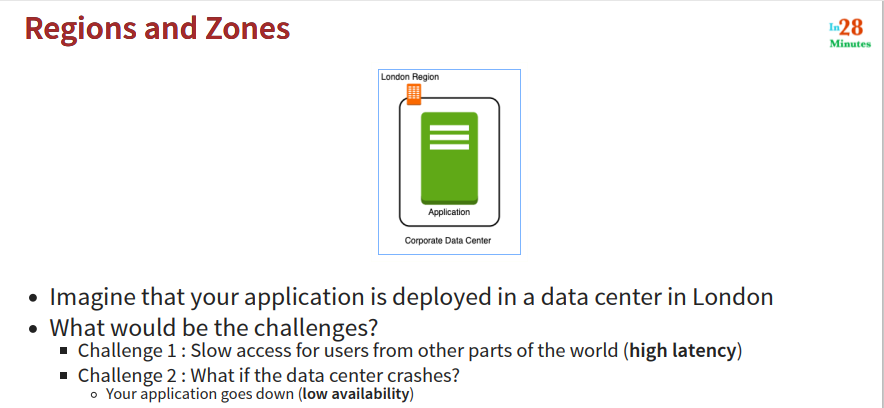 Regions and Zones
In28
Minutes
London Region
Application
Corporate Data Center
• Imagine that your application is deployed in a data center in London
• What would be the challenges?
▪ Challenge 1 : Slow access for users from other parts of the world (high latency)
▪ Challenge 2 : What if the data center crashes?
◦ Your application goes down (low availability)